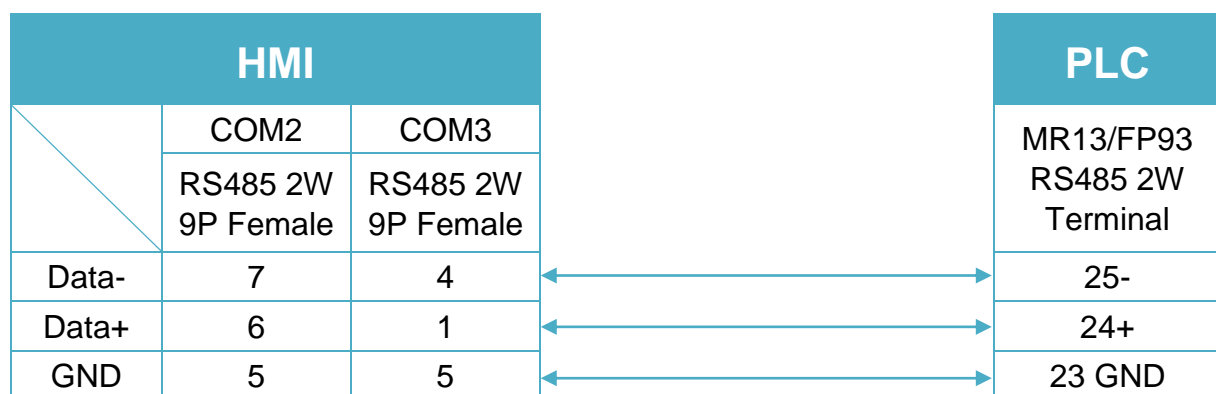 HMI PLC
COM2 COM3
RS485 2W
9P Female
RS485 2W
9P Female
MR13/FP93
RS485 2W
Terminal
Data- 7 4 25-
Data+ 6 1 24+
GND 5 5 23 GND